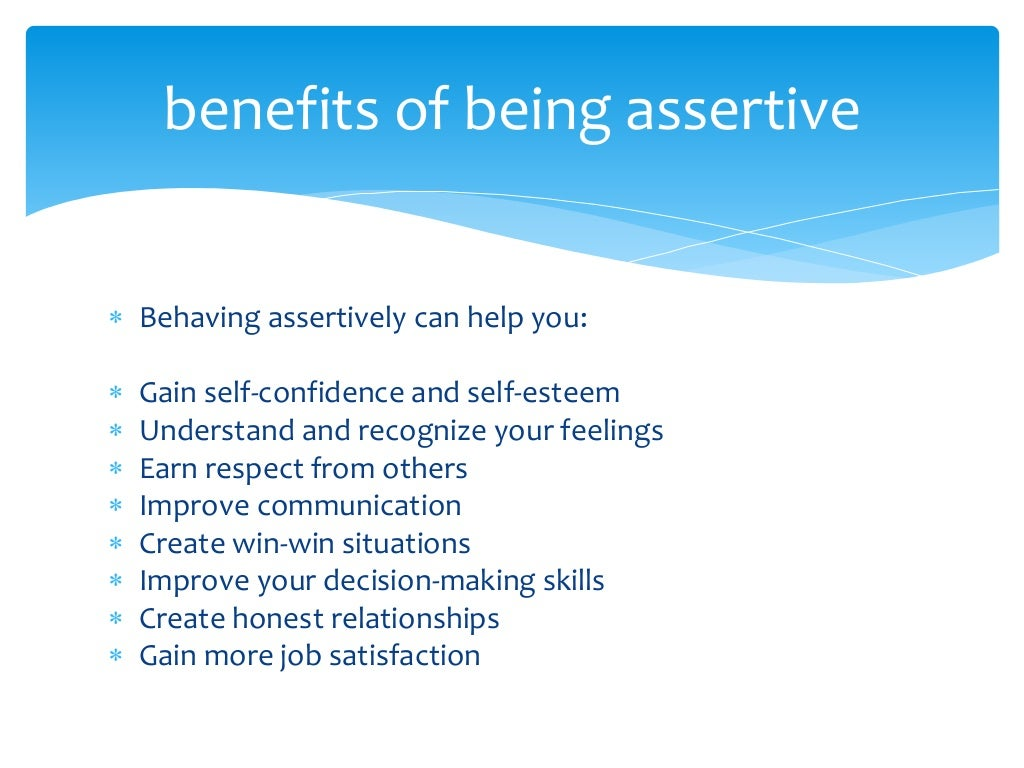 benefits of being assertive
* Behaving assertively can help you:
* Gain self-confidence and self-esteem
* Understand and recognize your feelings
* Earn respect from others
* Improve communication
* Create win-win situations
* Improve your decision-making skills
* Create honest relationships
* Gain more job satisfaction